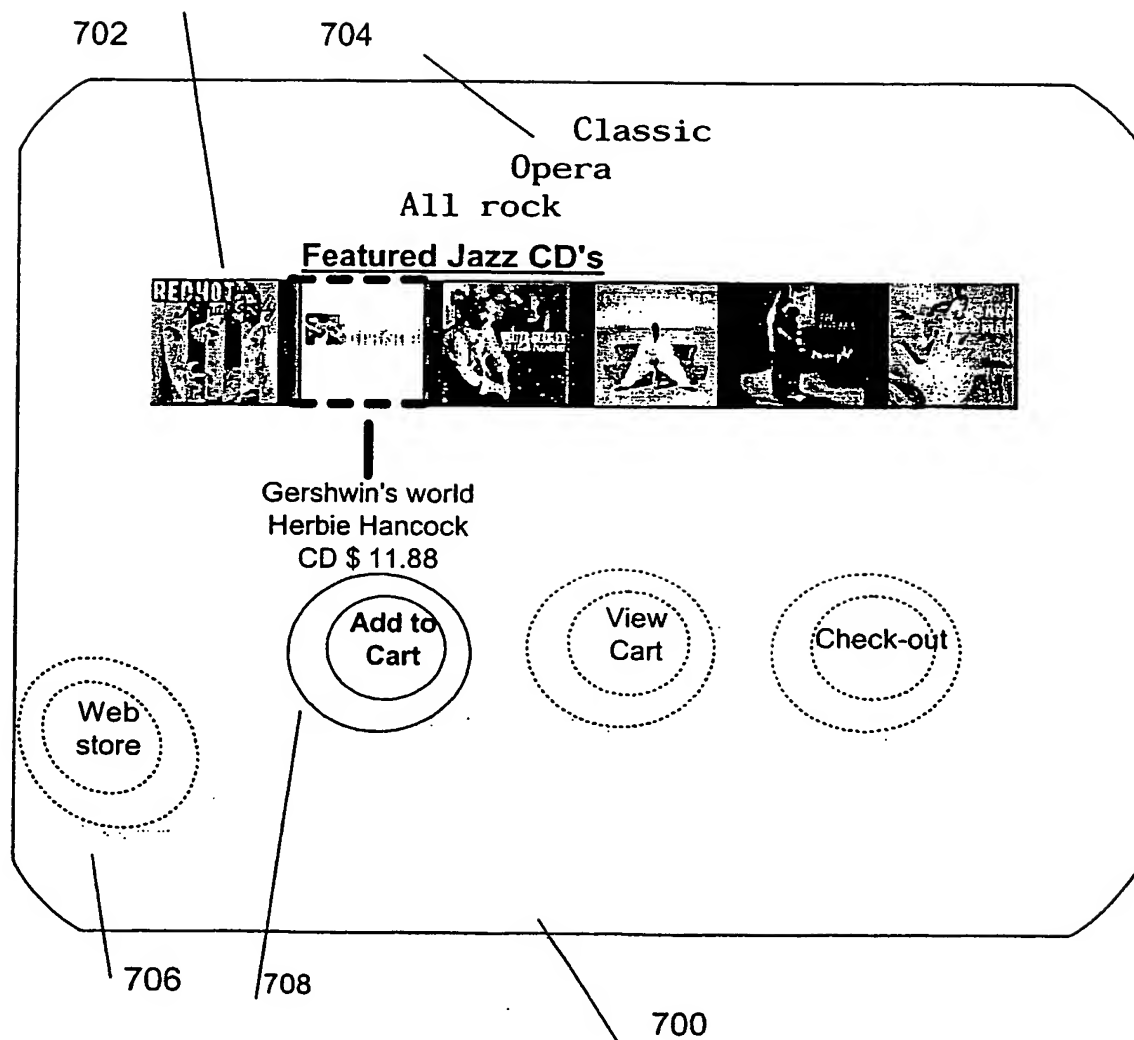 702
704
Classic
Opera
All rock
Featured Jazz CD's
REDHOT
Gershwin's world
Herbie Hancock
CD $ 11.88
Add to
Cart
View
Cart
Check-out
Web
store
706
708
700